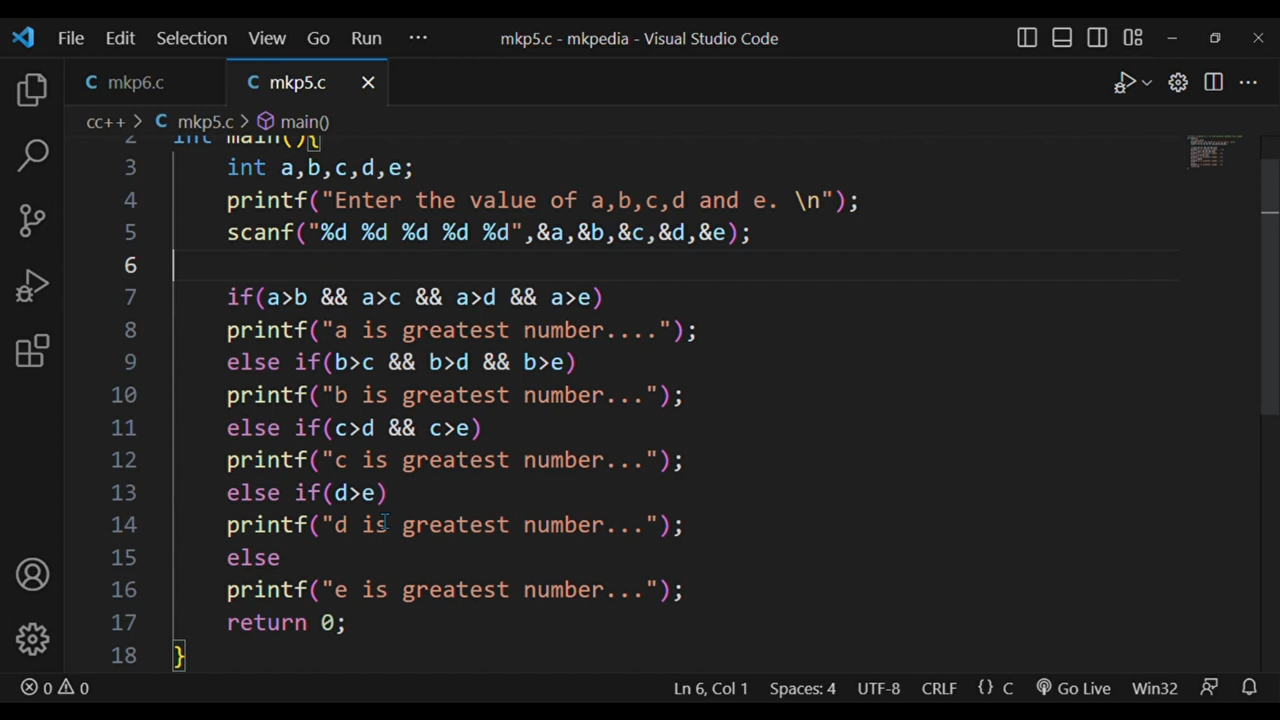 File Edit Selection View Go Run ··· mkp5.c - mkpedia - Visual Studio Code
C mkp6.c C mkp5.c
cc++ > C mkp5.c > main()
2 int main(){
3 int a,b,c,d,e;
4 printf("Enter the value of a,b,c,d and e. \n");
5 scanf("%d %d %d %d %d",&a,&b,&c,&d,&e);
6
7 if(a>b && a>c && a>d && a>e)
8 printf("a is greatest number....");
9 else if(b>c && b>d && b>e)
10 printf("b is greatest number...");
11 else if(c>d && c>e)
12 printf("c is greatest number...");
13 else if(d>e)
14 printf("d is greatest number...");
15 else
16 printf("e is greatest number...");
17 return 0;
18 }
0 0 Ln 6, Col 1 Spaces: 4 UTF-8 CRLF {} C Go Live Win32